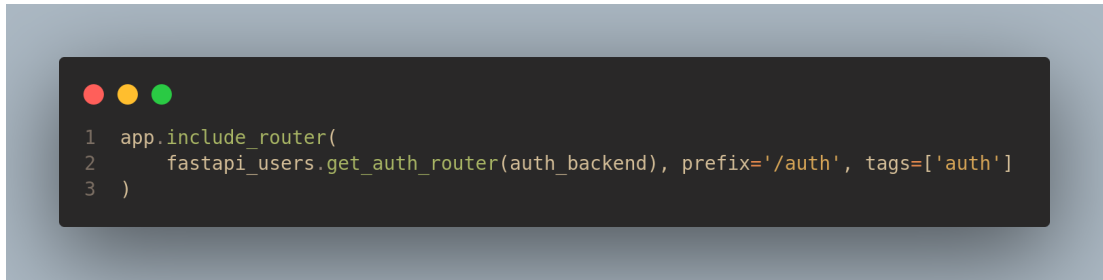 1 app.include_router(
2     fastapi_users.get_auth_router(auth_backend), prefix='/auth', tags=['auth']
3 )